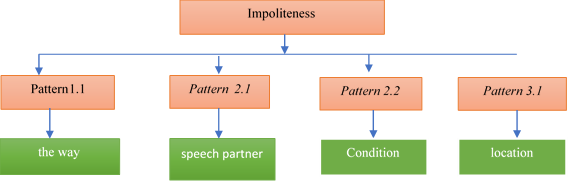 Impoliteness
Pattern1.1
Pattern 2.1
Pattern 2.2
Pattern 3.1
the way
speech partner
Condition
location